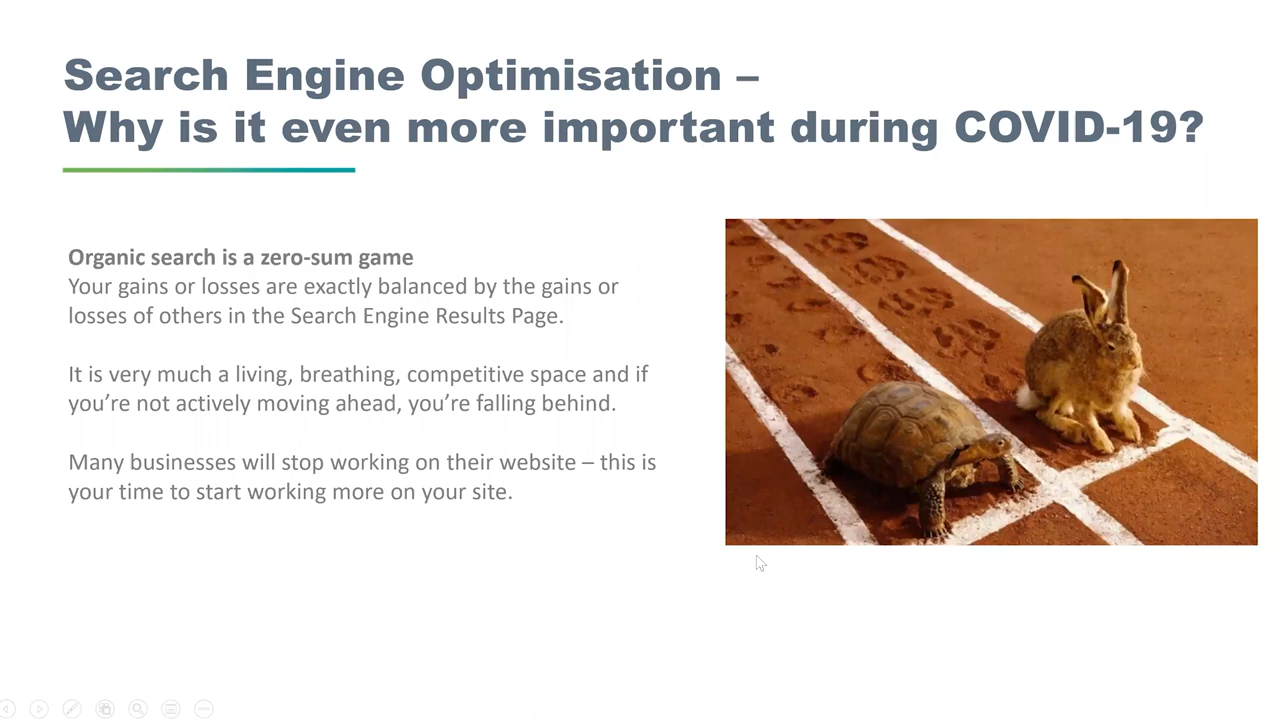 Search Engine Optimisation –
Why is it even more important during COVID-19?
Organic search is a zero-sum game
Your gains or losses are exactly balanced by the gains or
losses of others in the Search Engine Results Page.
It is very much a living, breathing, competitive space and if
you’re not actively moving ahead, you’re falling behind.
Many businesses will stop working on their website – this is
your time to start working more on your site.